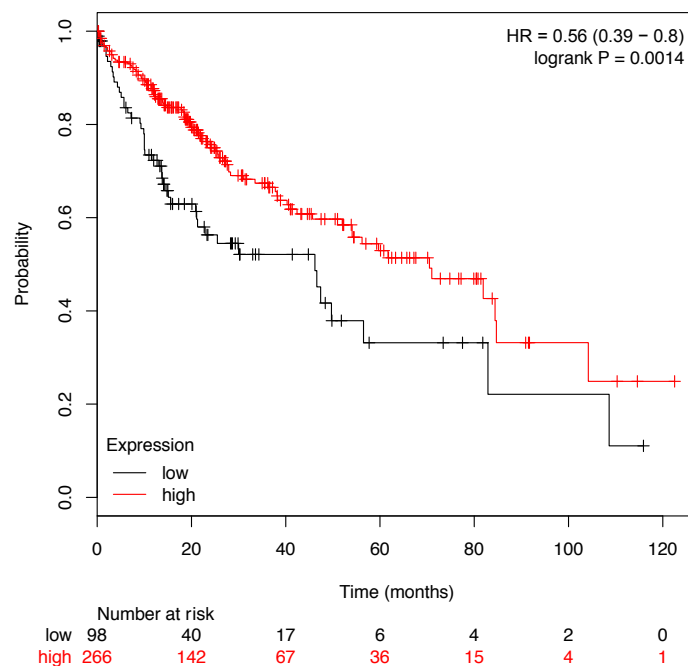 HR = 0.56 (0.39 − 0.8)
logrank P = 0.0014
1.0
0.8
0.6
0.4
0.2
0.0
Probability
Expression
low
high
0 20 40 60 80 100 120
Time (months)
Number at risk
low 98 40 17 6 4 2 0
high 266 142 67 36 15 4 1